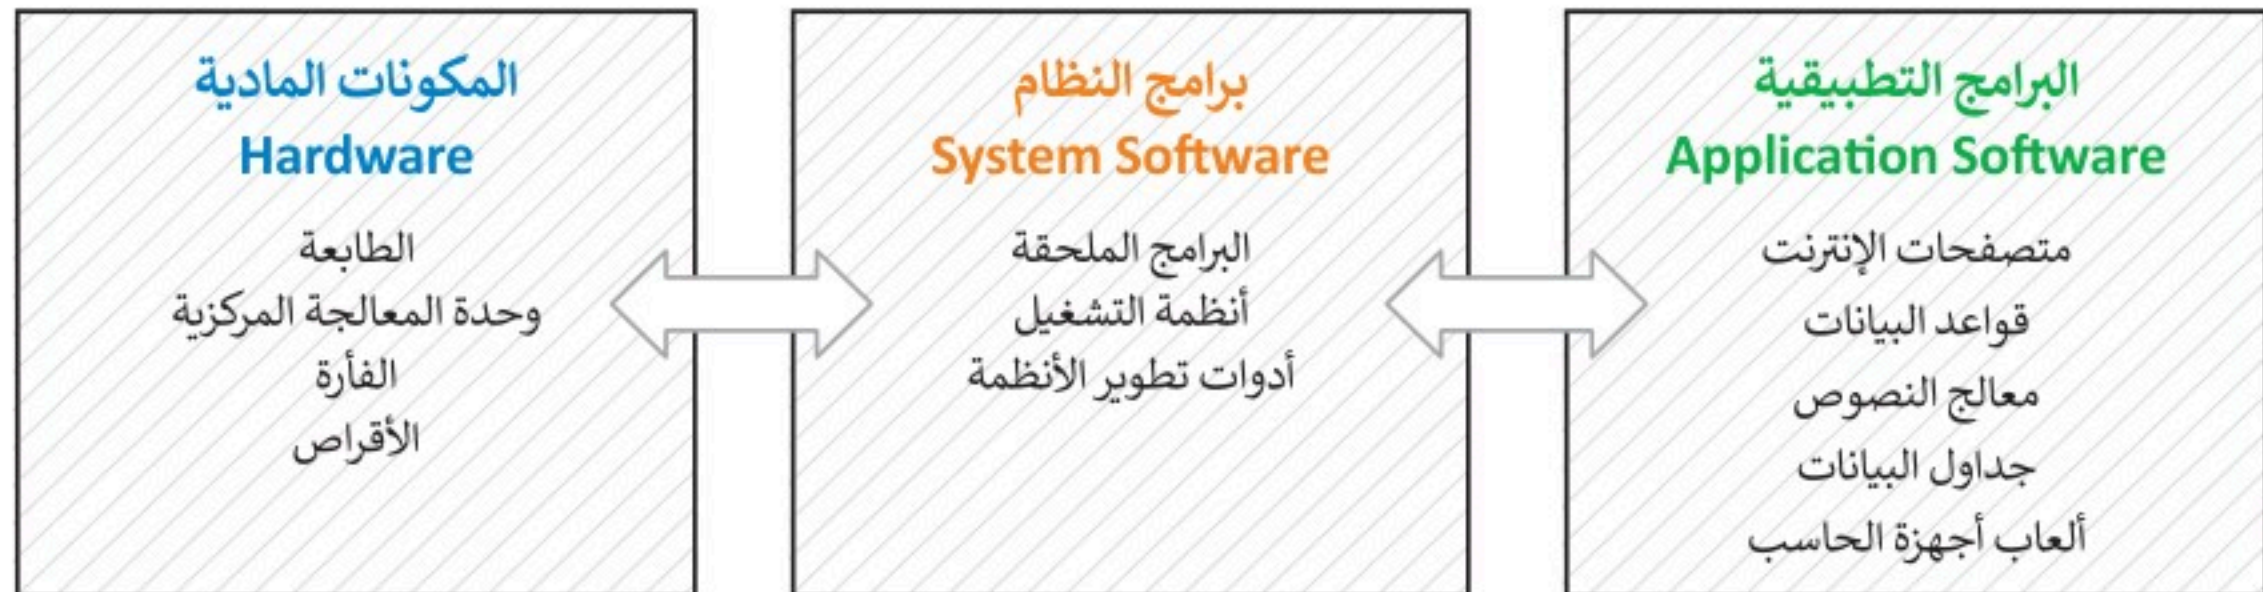 البرامج التطبيقية
Application Software
متصفحات الإنترنت
قواعد البيانات
معالج النصوص
جداول البيانات
ألعاب أجهزة الحاسب
برامج النظام
System Software
البرامج الملحقة
أنظمة التشغيل
أدوات تطوير الأنظمة
المكونات المادية
Hardware
الطابعة
وحدة المعالجة المركزية
الفأرة
الأقراص